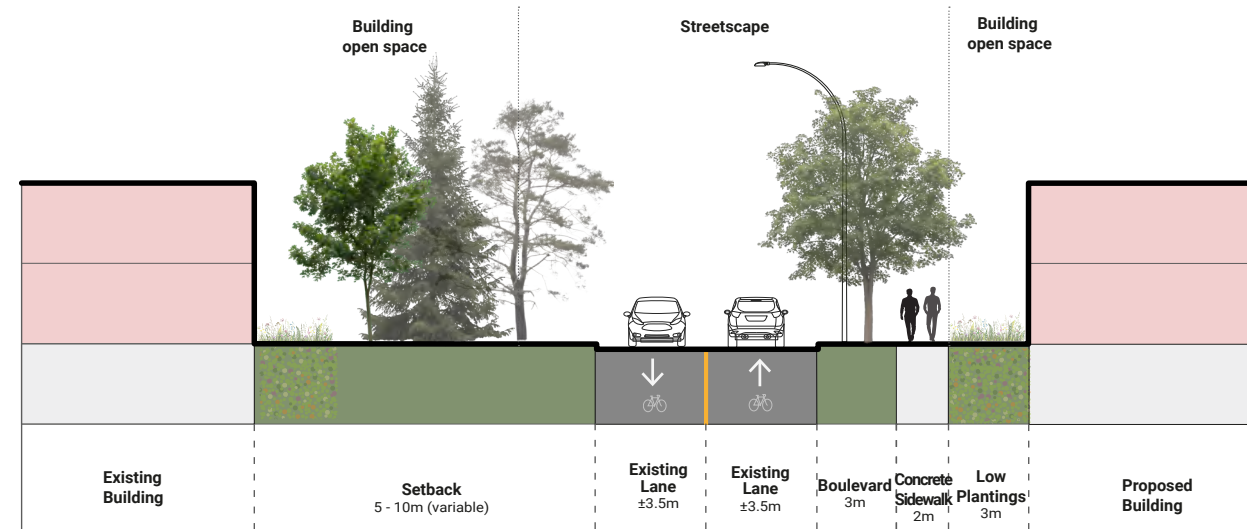 Building
open space
Streetscape
Building
open space
Existing
Building
Setback
5 - 10m (variable)
Existing
Lane
±3.5m
Existing
Lane
±3.5m
Boulevard
3m
Concrete
Sidewalk
2m
Low
Plantings
3m
Proposed
Building